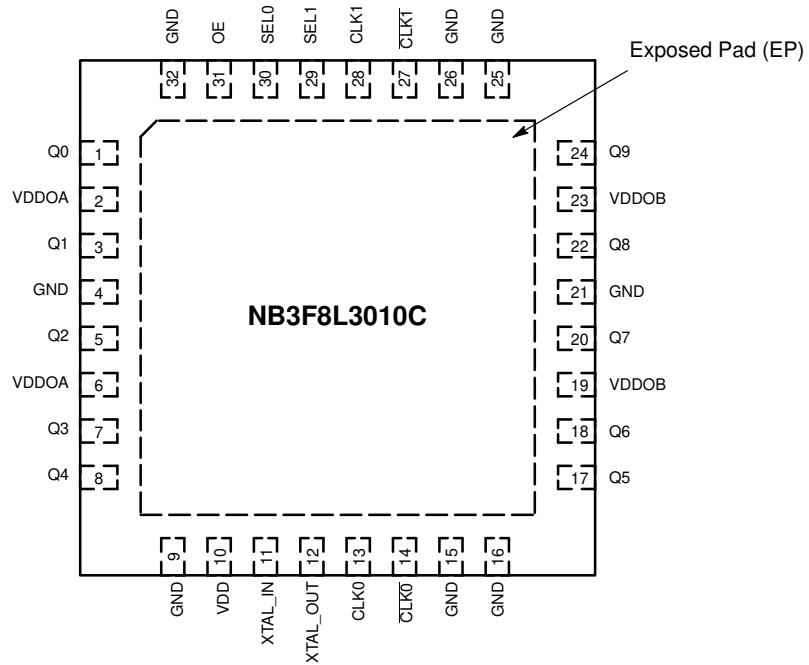 GND OE SEL0 SEL1 CLK1 C̅L̅K̅1̅ GND GND
32 31 30 29 28 27 26 25
Exposed Pad (EP)
Q0 1
VDDOA 2
Q1 3
GND 4
Q2 5
VDDOA 6
Q3 7
Q4 8
NB3F8L3010C
24 Q9
23 VDDOB
22 Q8
21 GND
20 Q7
19 VDDOB
18 Q6
17 Q5
9 10 11 12 13 14 15 16
GND VDD XTAL_IN XTAL_OUT CLK0 C̅L̅K̅0̅ GND GND